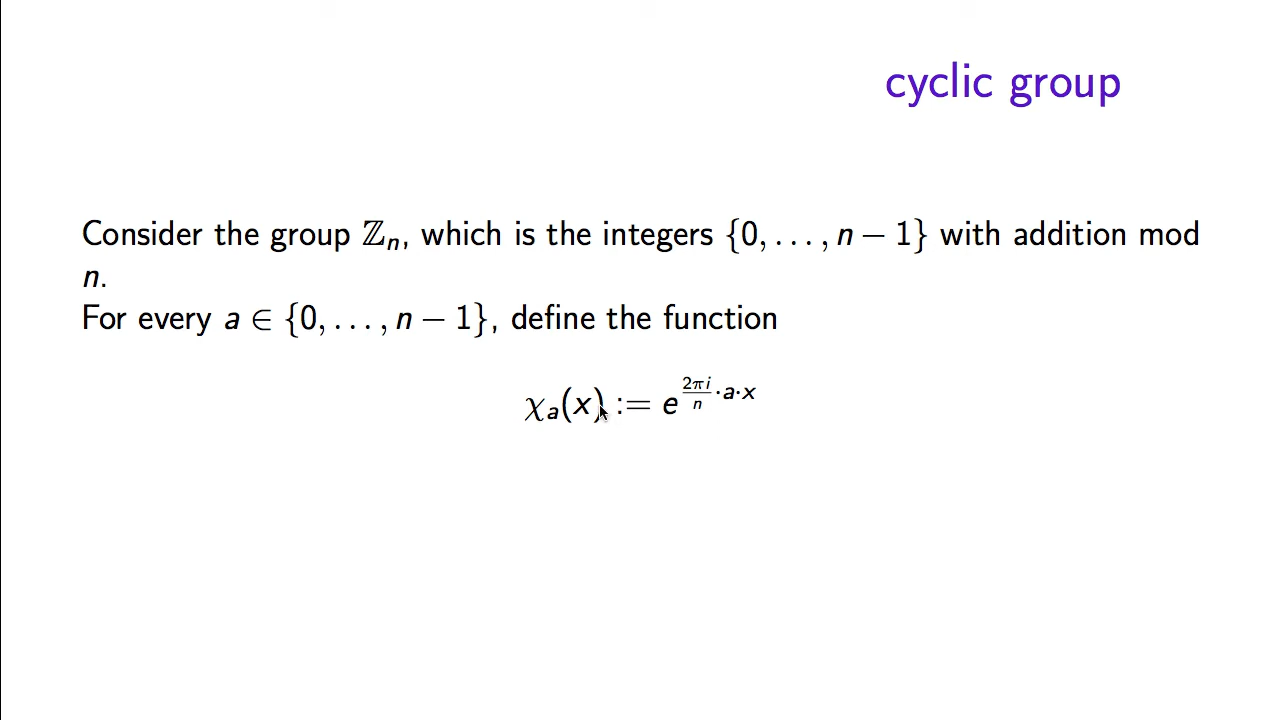 cyclic group
Consider the group ℤₙ, which is the integers {0, . . . , n − 1} with addition mod
n.
For every a ∈ {0, . . . , n − 1}, define the function
χₐ(x) := e^{\frac{2πi}{n}·a·x}